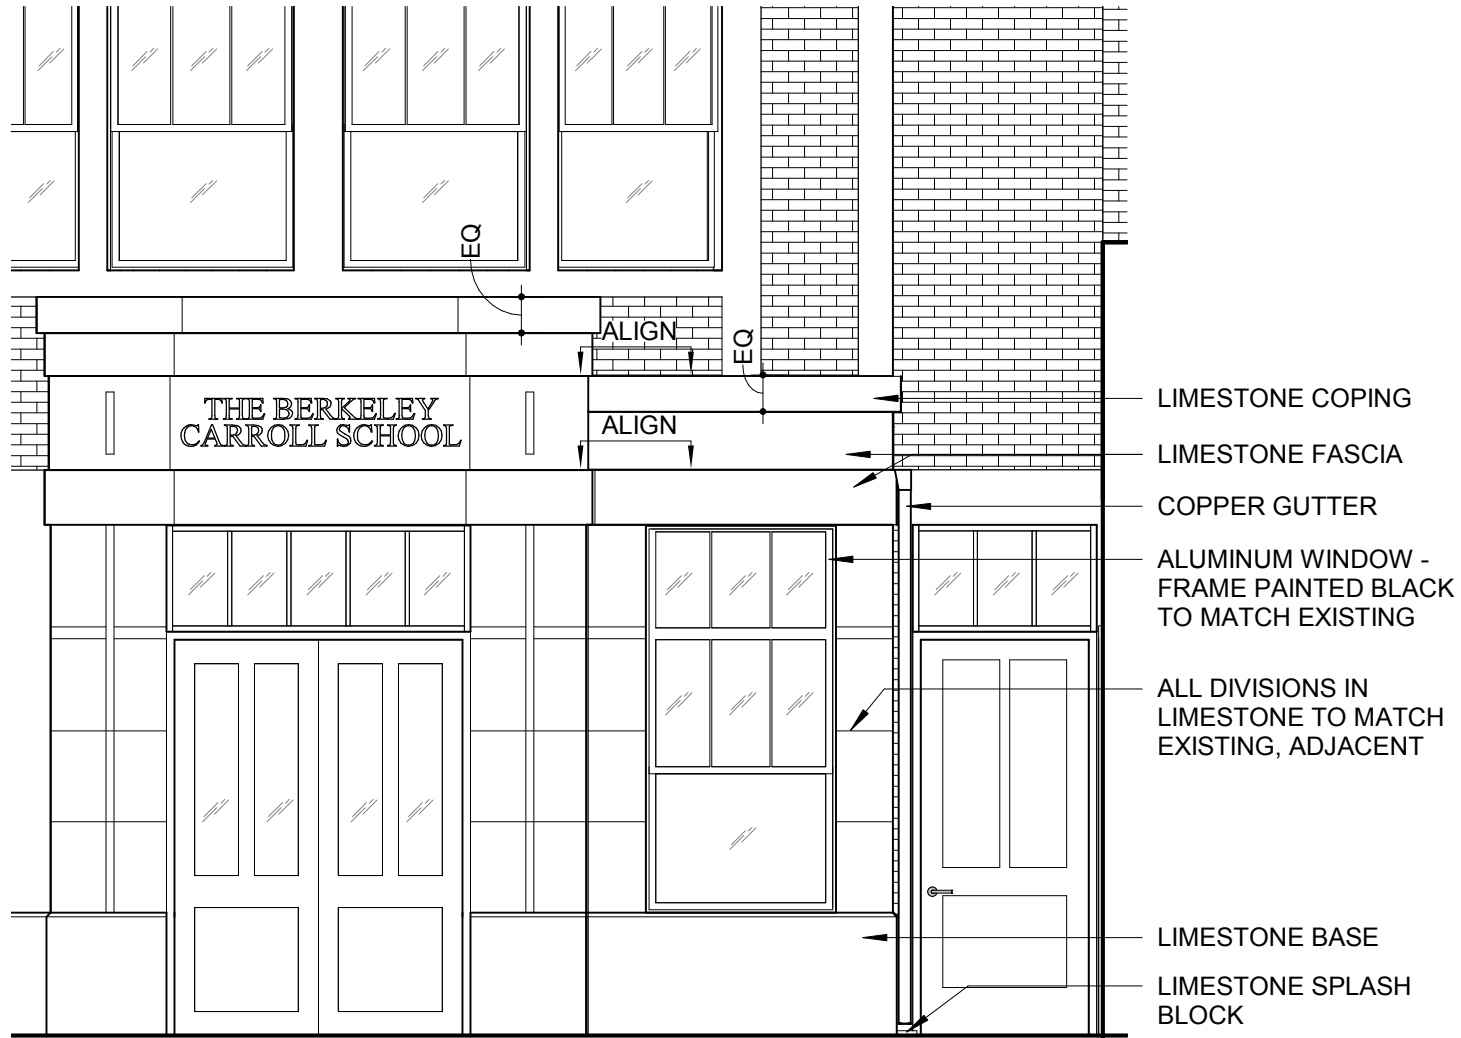 EQ
ALIGN
EQ
THE BERKELEY
CARROLL SCHOOL
ALIGN
LIMESTONE COPING
LIMESTONE FASCIA
COPPER GUTTER
ALUMINUM WINDOW -
FRAME PAINTED BLACK
TO MATCH EXISTING
ALL DIVISIONS IN
LIMESTONE TO MATCH
EXISTING, ADJACENT
LIMESTONE BASE
LIMESTONE SPLASH
BLOCK